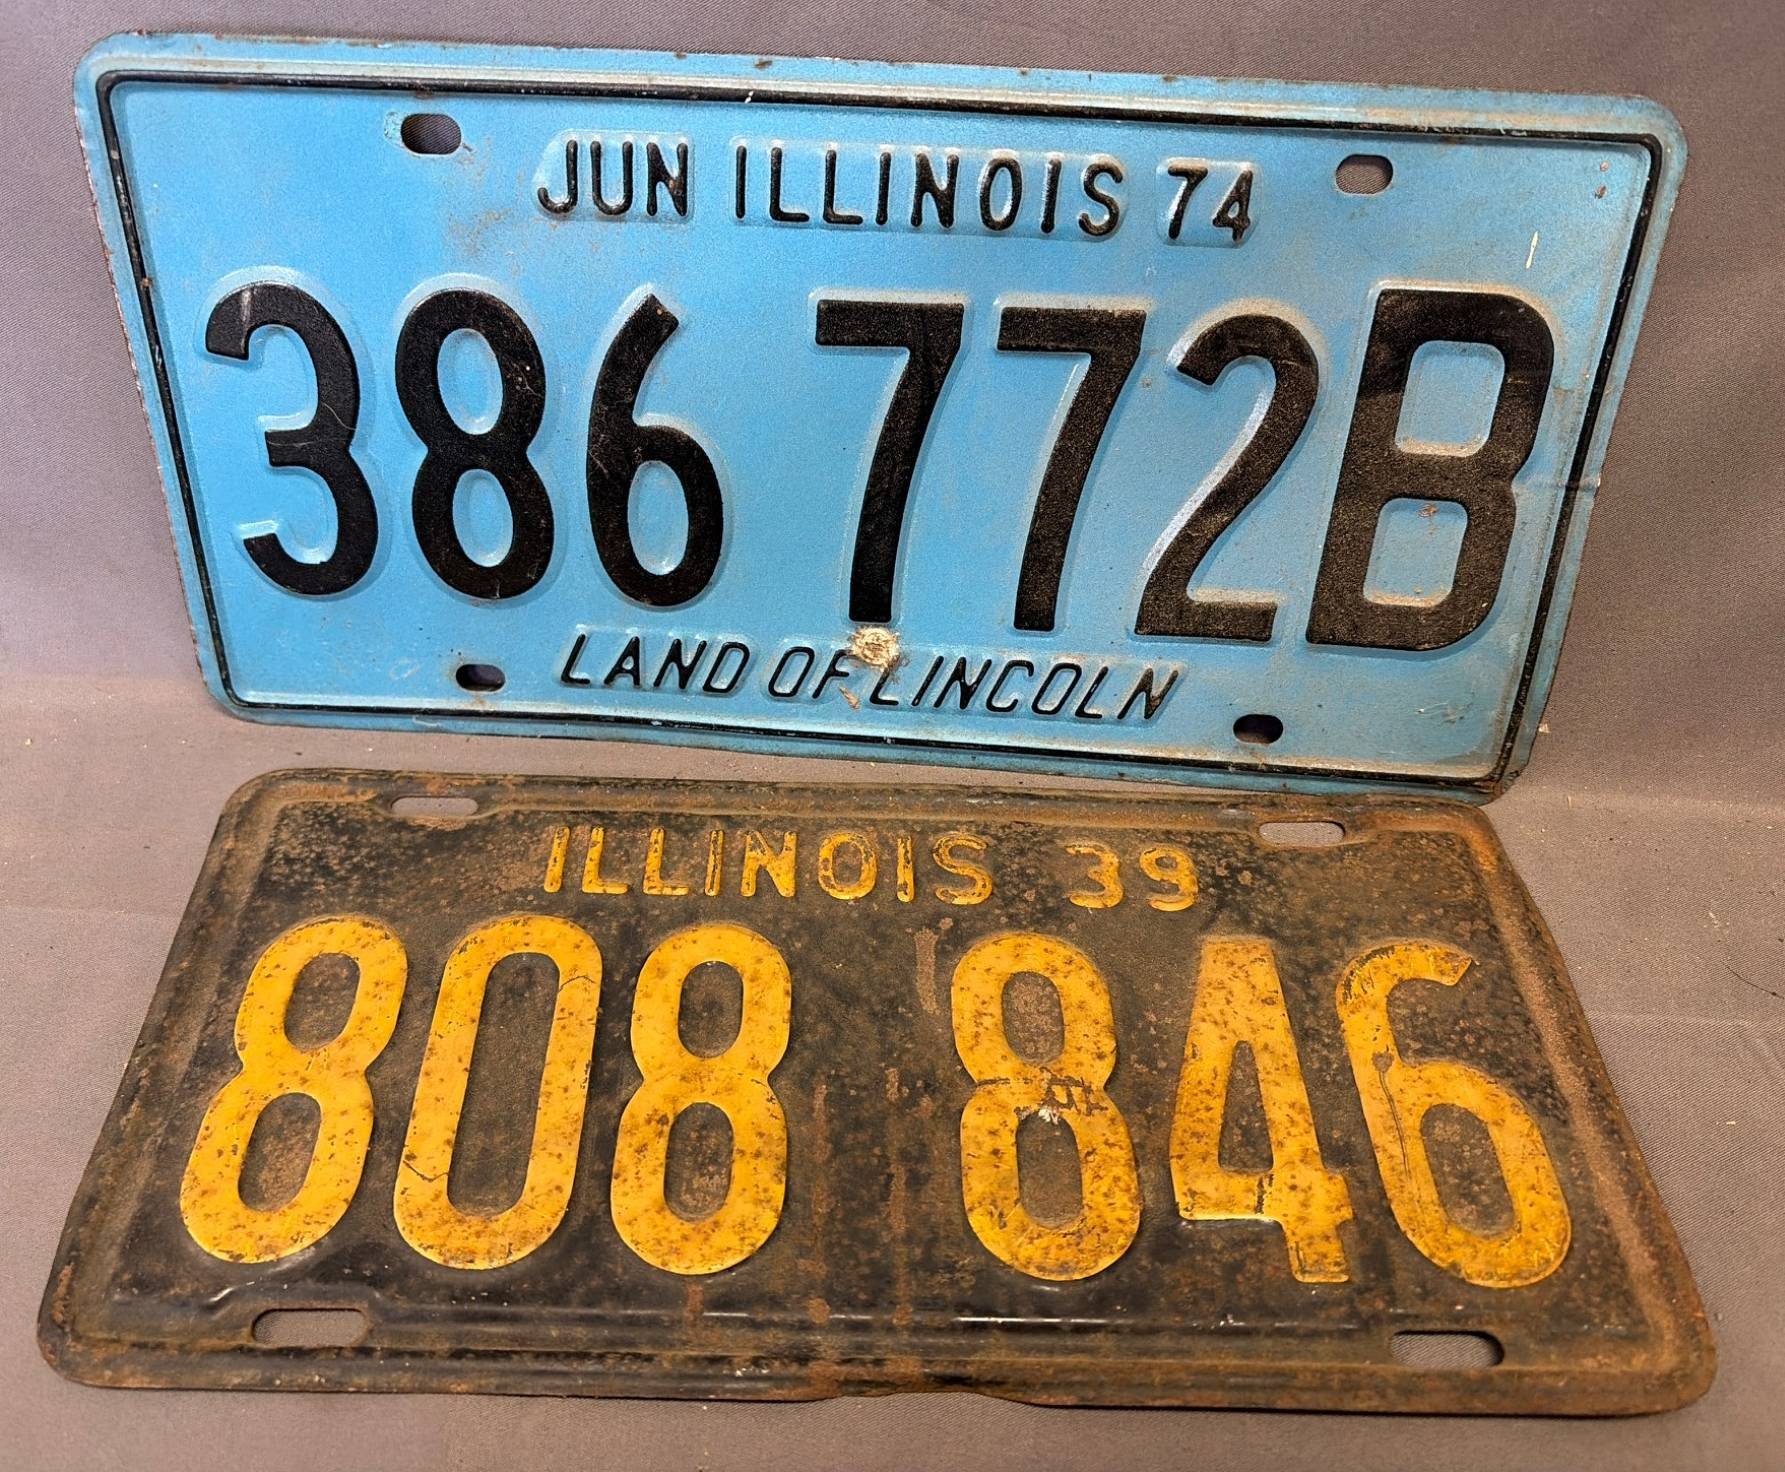 JUN ILLINOIS 74
386 772B
LAND OF LINCOLN
ILLINOIS 39
808 846